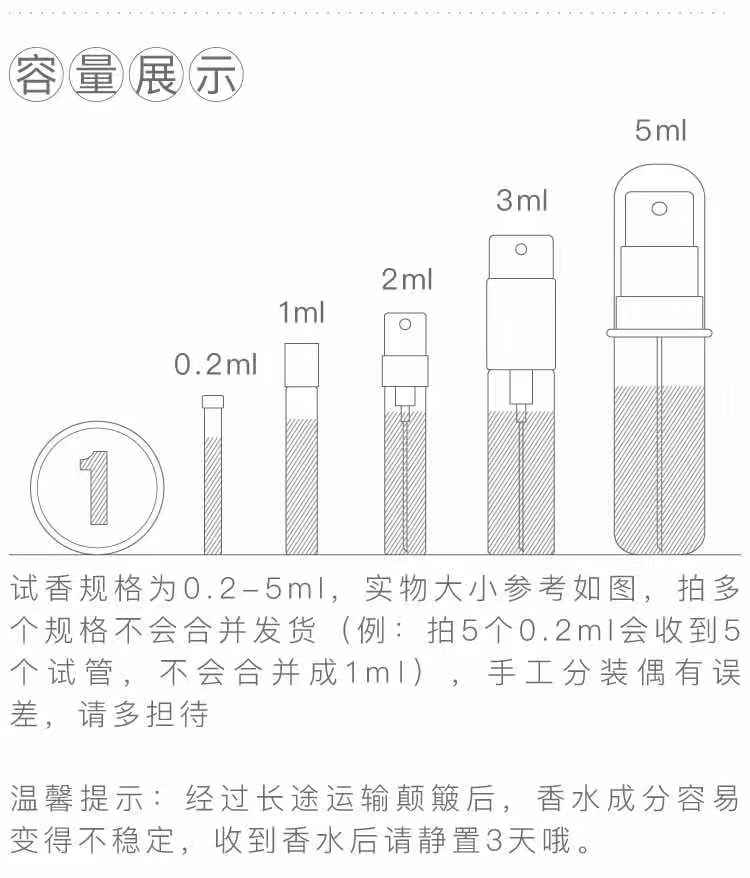 容量展示
5ml
3ml
2ml
1ml
0.2ml
1
试香规格为0.2-5ml，实物大小参考如图，拍多
个规格不会合并发货（例：拍5个0.2ml会收到5
个试管，不会合并成1ml），手工分装偶有误
差，请多担待
温馨提示：经过长途运输颠簸后，香水成分容易
变得不稳定，收到香水后请静置3天哦。